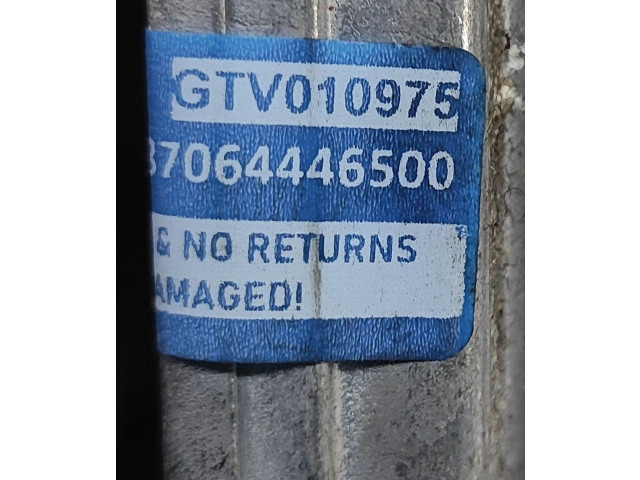 GTV010975
37064446500
& NO RETURNS
AMAGED!